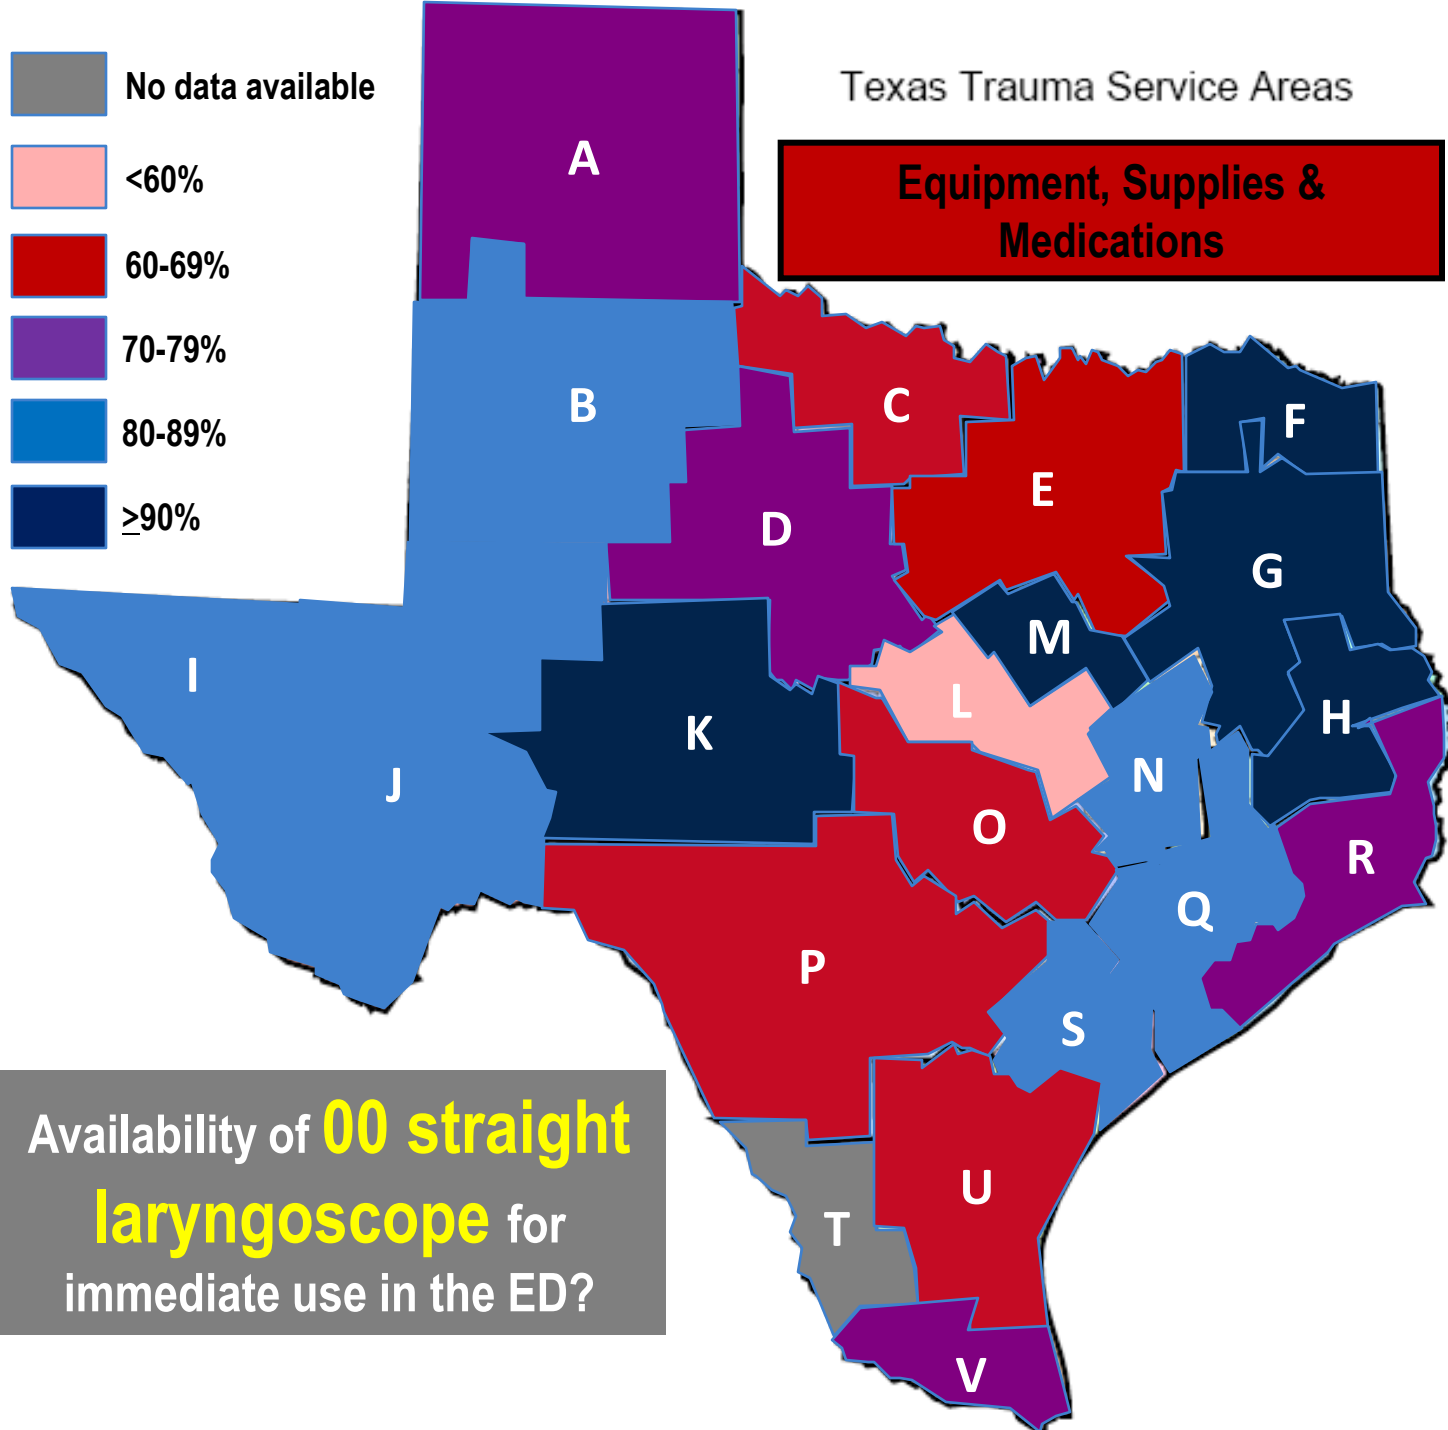 No data available
<60%
60-69%
70-79%
80-89%
>90%
Texas Trauma Service Areas
Equipment, Supplies &
Medications
A
B
C
D
E
F
G
H
I
J
K
L
M
N
O
P
Q
R
S
T
U
V
Availability of 00 straight
laryngoscope for
immediate use in the ED?